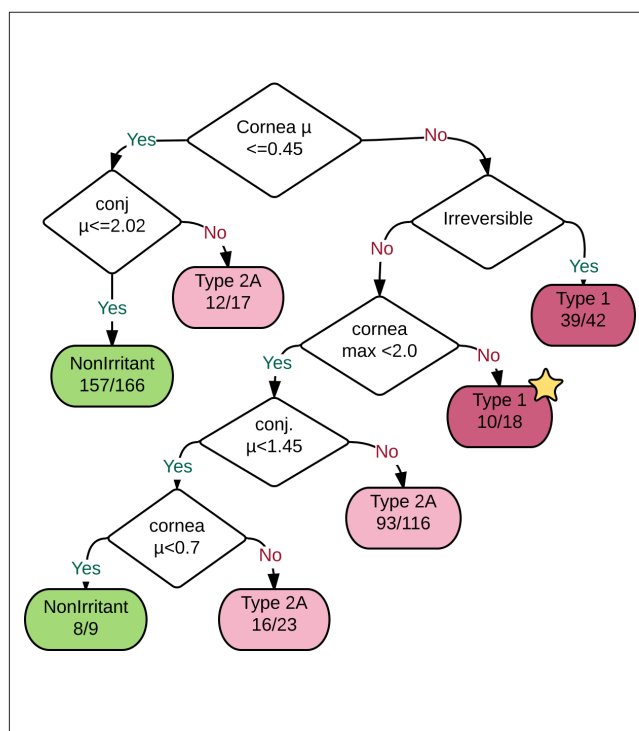 Cornea µ
<=0.45
Yes
No
conj
µ<=2.02
Irreversible
No
No
Yes
Type 2A
12/17
Yes
Type 1
39/42
cornea
max <2.0
NonIrritant
157/166
Yes
No
Type 1
10/18
conj.
µ<1.45
Yes
No
Type 2A
93/116
cornea
µ<0.7
Yes
No
NonIrritant
8/9
Type 2A
16/23